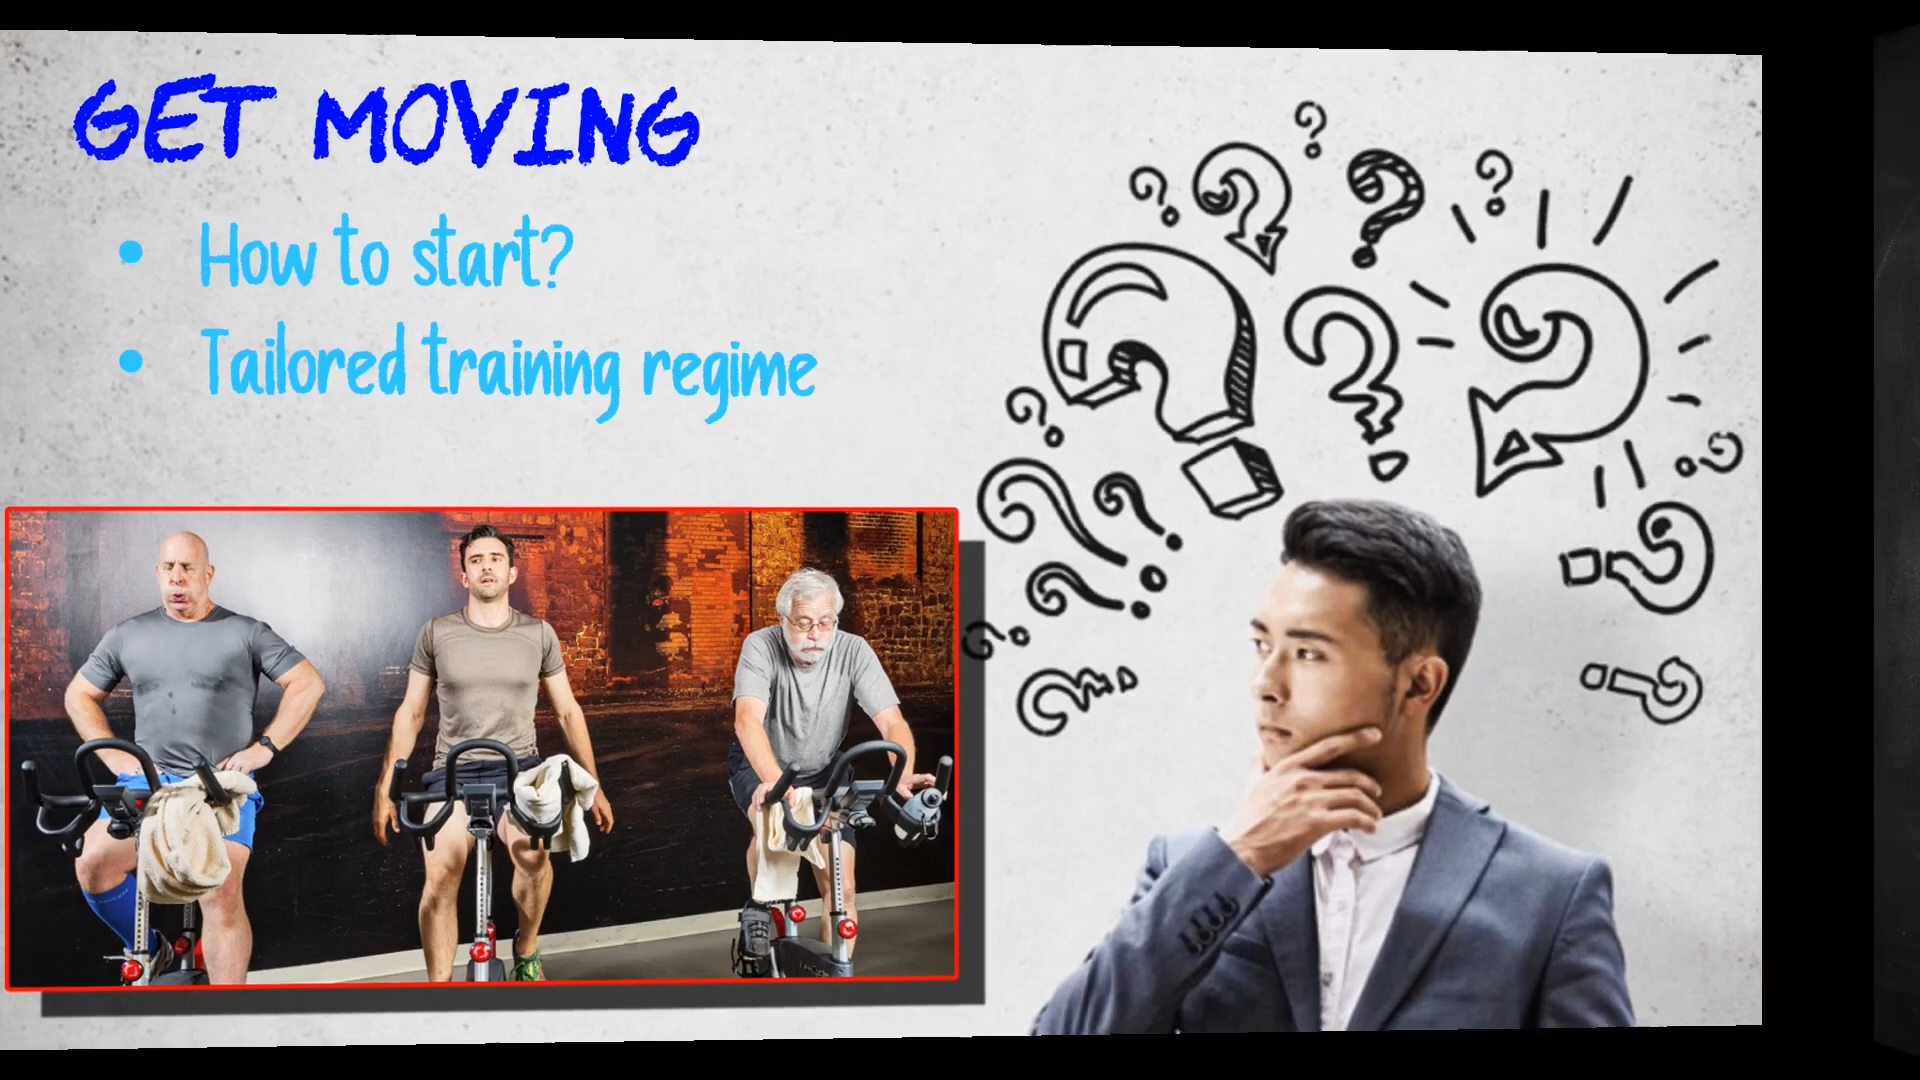 GET MOVING
• How to start?
• Tailored training regime